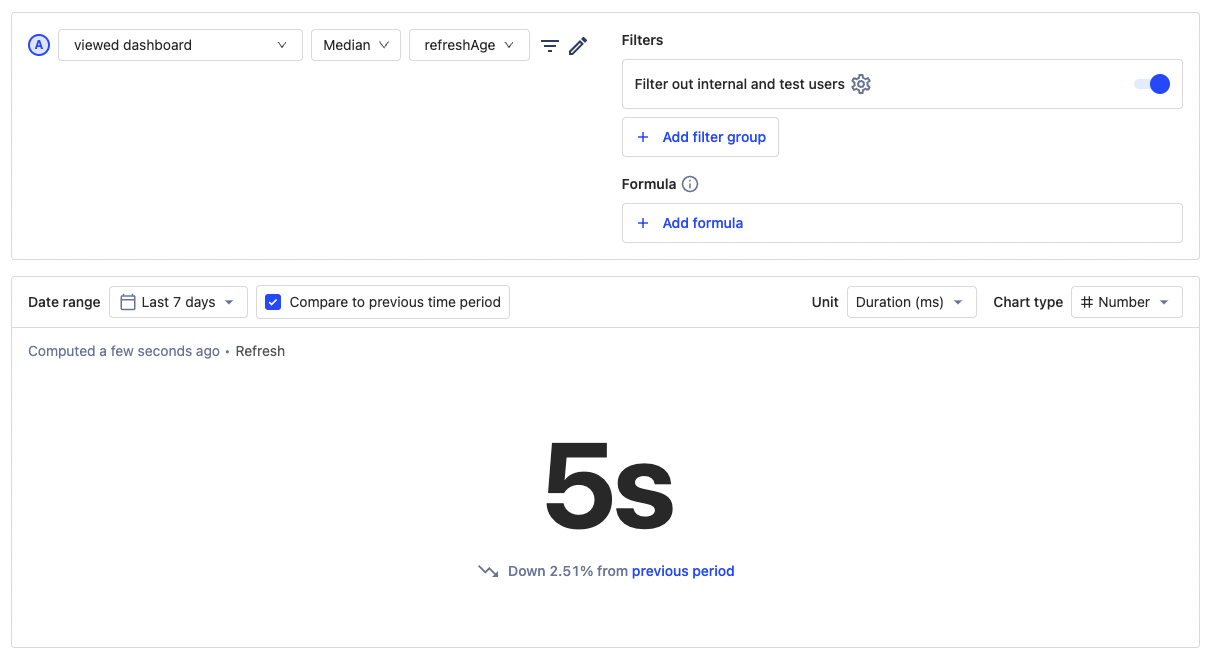 A viewed dashboard Median refreshAge
Filters
Filter out internal and test users
+ Add filter group
Formula
+ Add formula
Date range Last 7 days Compare to previous time period Unit Duration (ms) Chart type # Number
Computed a few seconds ago • Refresh
5s
Down 2.51% from previous period